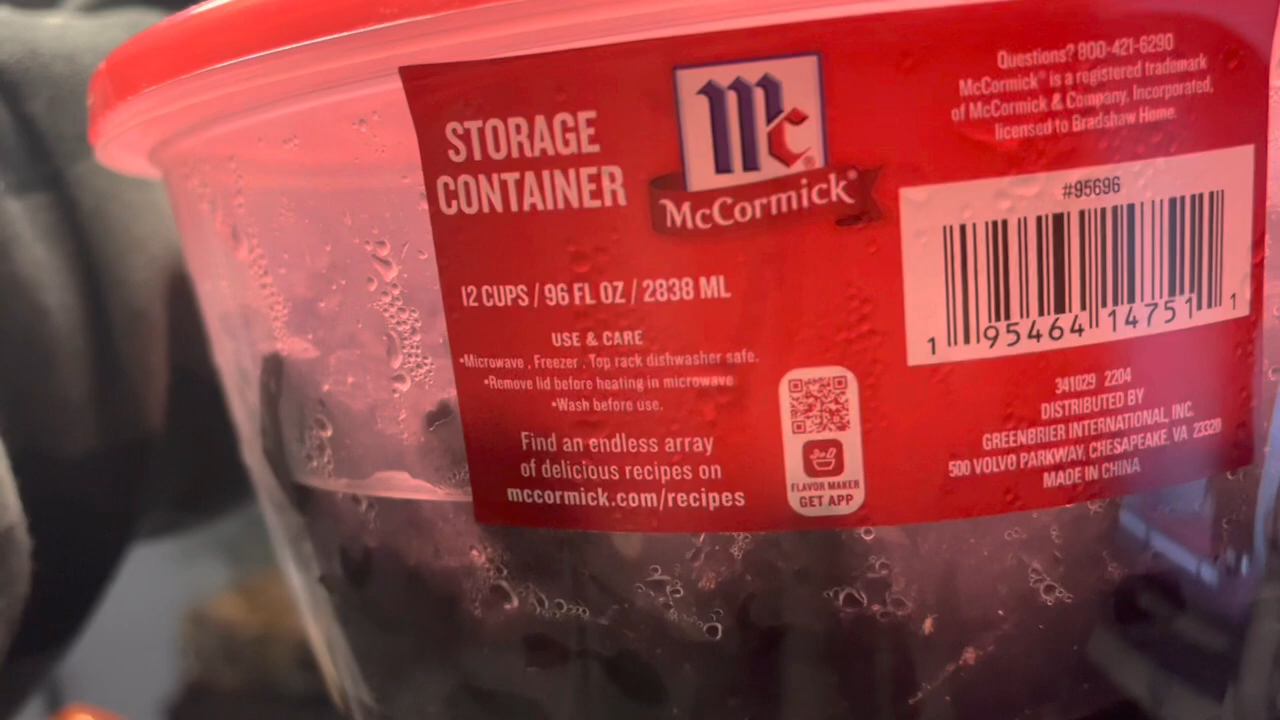 STORAGE
CONTAINER
Mc
McCormick®
12 CUPS / 96 FL OZ / 2838 ML
USE & CARE
•Microwave , Freezer , Top rack dishwasher safe.
•Remove lid before heating in microwave
•Wash before use.
Find an endless array
of delicious recipes on
mccormick.com/recipes
FLAVOR MAKER
GET APP
Questions? 800-421-6290
McCormick® is a registered trademark
of McCormick & Company, Incorporated,
licensed to Bradshaw Home.
#95696
1 95464 14751 1
341029 2204
DISTRIBUTED BY
GREENBRIER INTERNATIONAL, INC.
500 VOLVO PARKWAY, CHESAPEAKE, VA 23320
MADE IN CHINA